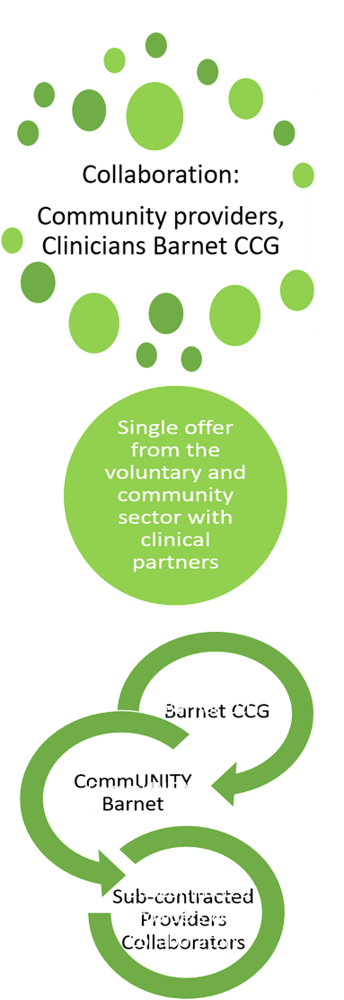 Collaboration:
Community providers,
Clinicians Barnet CCG
Single offer
from the
voluntary and
community
sector with
clinical
partners
Barnet CCG
CommUNITY
Barnet
Sub-contracted
Providers
Collaborators